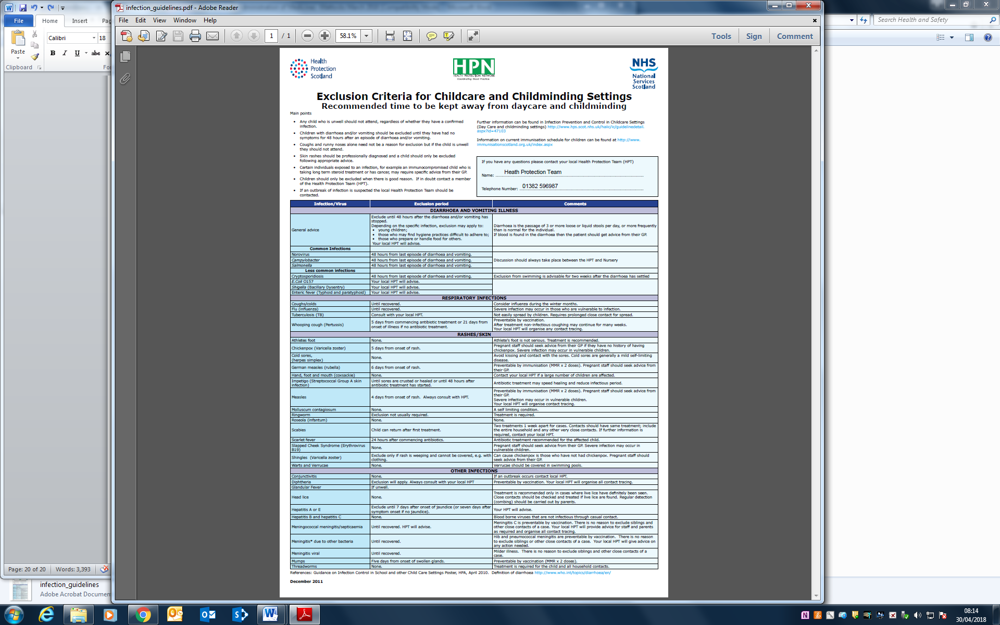 infection_guidelines.pdf - Adobe Reader
File Edit View Window Help
File Home Insert
Search Health and Safety
Calibri 18
Paste
B I U abc
Clipboard
1 / 1 58.1%
Tools Sign Comment
Health
Protection
Scotland
HPN
HEALTH PROTECTION NETWORK
Coordinating Good Practice
NHS
National
Services
Scotland
Exclusion Criteria for Childcare and Childminding Settings
Recommended time to be kept away from daycare and childminding
Main points
• Any child who is unwell should not attend, regardless of whether they have a confirmed
infection.
• Children with diarrhoea and/or vomiting should be excluded until they have had no
symptoms for 48 hours after an episode of diarrhoea and/or vomiting.
• Coughs and runny noses alone need not be a reason for exclusion but if the child is unwell
they should not attend.
• Skin rashes should be professionally diagnosed and a child should only be excluded
following appropriate advice.
• Certain individuals exposed to an infection, for example an immunocompromised child who is
taking long term steroid treatment or has cancer, may require specific advice from their GP.
• Children should only be excluded when there is good reason. If in doubt contact a member
of the Health Protection Team (HPT).
• If an outbreak of infection is suspected the local Health Protection Team should be
contacted.
Further information can be found in Infection Prevention and Control in Childcare Settings
(Day Care and childminding settings) http://www.hps.scot.nhs.uk/haiic/ic/guidelinedetail.
aspx?id=47103
Information on current immunisation schedule for children can be found at http://www.
immunisationscotland.org.uk/index.aspx
If you have any questions please contact your local Health Protection Team (HPT)
Name: Heath Protection Team
Telephone Number: 01382 596987
Infection/Virus Exclusion period Comments
DIARRHOEA AND VOMITING ILLNESS
General advice
Exclude until 48 hours after the diarrhoea and/or vomiting has
stopped.
Depending on the specific infection, exclusion may apply to:
• young children;
• those who may find hygiene practices difficult to adhere to;
• those who prepare or handle food for others.
Your local HPT will advise.
Diarrhoea is the passage of 3 or more loose or liquid stools per day, or more frequently
than is normal for the individual.
If blood is found in the diarrhoea then the patient should get advice from their GP.
Common Infections
Norovirus 48 hours from last episode of diarrhoea and vomiting.
Campylobacter 48 hours from last episode of diarrhoea and vomiting. Discussion should always take place between the HPT and Nursery
Salmonella 48 hours from last episode of diarrhoea and vomiting.
Less common infections
Cryptosporidiosis 48 hours from last episode of diarrhoea and vomiting. Exclusion from swimming is advisable for two weeks after the diarrhoea has settled
E.Coli O157 Your local HPT will advise.
Shigella (Bacillary Dysentry) Your local HPT will advise.
Enteric fever (Typhoid and paratyphoid) Your local HPT will advise.
RESPIRATORY INFECTIONS
Coughs/colds Until recovered. Consider influenza during the winter months.
Flu (influenza) Until recovered. Severe infection may occur in those who are vulnerable to infection.
Tuberculosis (TB) Consult with your local HPT. Not easily spread by children. Requires prolonged close contact for spread.
Whooping cough (Pertussis)
5 days from commencing antibiotic treatment or 21 days from
onset of illness if no antibiotic treatment.
Preventable by vaccination.
After treatment non-infectious coughing may continue for many weeks.
Your local HPT will organise any contact tracing.
RASHES/SKIN
Athletes foot None. Athlete's foot is not serious. Treatment is recommended.
Chickenpox (Varicella zoster) 5 days from onset of rash.
Pregnant staff should seek advice from their GP if they have no history of having
chickenpox. Severe infection may occur in vulnerable children.
Cold sores,
(herpes simplex)
None.
Avoid kissing and contact with the sores. Cold sores are generally a mild self-limiting
disease.
German measles (rubella) 6 days from onset of rash.
Preventable by immunisation (MMR x 2 doses). Pregnant staff should seek advice from
their GP.
Hand, foot and mouth (coxsackie) None. Contact your local HPT if a large number of children are affected.
Impetigo (Streptococcal Group A skin
infection)
Until sores are crusted or healed or until 48 hours after
antibiotic treatment has started.
Antibiotic treatment may speed healing and reduce infectious period.
Measles 4 days from onset of rash. Always consult with HPT.
Preventable by immunisation (MMR x 2 doses). Pregnant staff should seek advice from
their GP.
Severe infection may occur in vulnerable children.
Your local HPT will organise contact tracing.
Molluscum contagiosum None. A self limiting condition.
Ringworm Exclusion not usually required. Treatment is required.
Roseola (infantum) None. None.
Scabies Child can return after first treatment.
Two treatments 1 week apart for cases. Contacts should have same treatment; include
the entire household and any other very close contacts. If further information is
required, contact your local HPT.
Scarlet fever 24 hours after commencing antibiotics. Antibiotic treatment recommended for the affected child.
Slapped Cheek Syndrome (Erythrovirus
B19)
None.
Pregnant staff should seek advice from their GP. Severe infection may occur in
vulnerable children.
Shingles (Varicella zoster)
Exclude only if rash is weeping and cannot be covered, e.g. with
clothing.
Can cause chickenpox is those who have not had chickenpox. Pregnant staff should
seek advice from their GP.
Warts and Verrucae None. Verrucae should be covered in swimming pools.
OTHER INFECTIONS
Conjunctivitis None. If an outbreak occurs contact local HPT.
Diphtheria Exclusion will apply. Always consult with your local HPT Preventable by vaccination. Your local HPT will organise all contact tracing.
Glandular Fever If unwell.
Head lice None.
Treatment is recommended only in cases where live lice have definitely been seen.
Close contacts should be checked and treated if live lice are found. Regular detection
(combing) should be carried out by parents.
Hepatitis A or E
Exclude until 7 days after onset of jaundice (or seven days after
symptom onset if no jaundice).
Your HPT will advise.
Hepatitis B and hepatitis C None. Blood borne viruses that are not infectious through casual contact.
Meningococcal meningitis/septicaemia Until recovered. HPT will advise.
Meningitis C is preventable by vaccination. There is no reason to exclude siblings and
other close contacts of a case. Your local HPT will provide advice for staff and parents
as required and organise all contact tracing.
Meningitis* due to other bacteria Until recovered.
Hib and pneumococcal meningitis are preventable by vaccination. There is no reason
to exclude siblings or other close contacts of a case. Your local HPT will give advice on
any action needed.
Meningitis viral Until recovered.
Milder illness. There is no reason to exclude siblings and other close contacts of a
case.
Mumps Five days from onset of swollen glands. Preventable by vaccination (MMR x 2 doses).
Threadworms None. Treatment is required for the child and all household contacts.
References: Guidance on Infection Control in School and other Child Care Settings Poster, HPA, April 2010. Definition of diarrhoea http://www.who.int/topics/diarrhoea/en/
December 2011
Page: 20 of 20 Words: 3,393
infection_guidelines
Adobe Acrobat Documen
08:14
30/04/2018